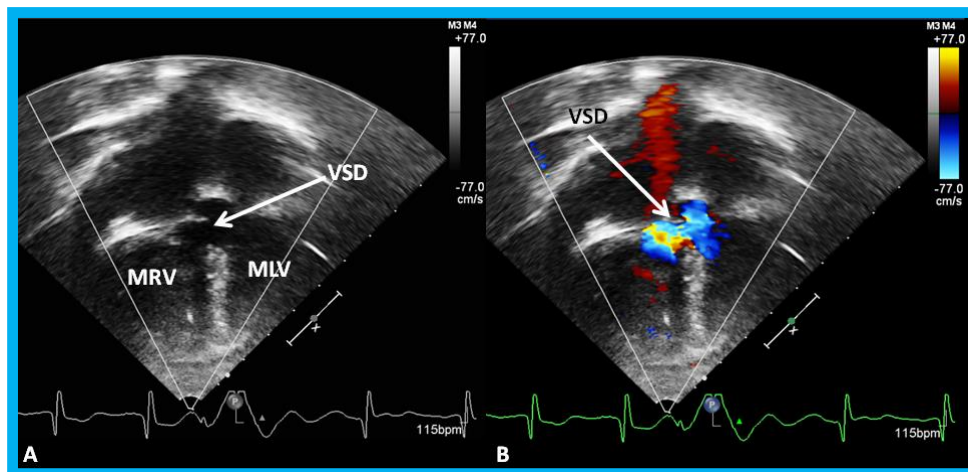 M3 M4
+77.0
-77.0
cm/s
VSD
MRV
MLV
P
x
115bpm
A
M3 M4
+77.0
-77.0
cm/s
VSD
P
x
115bpm
B